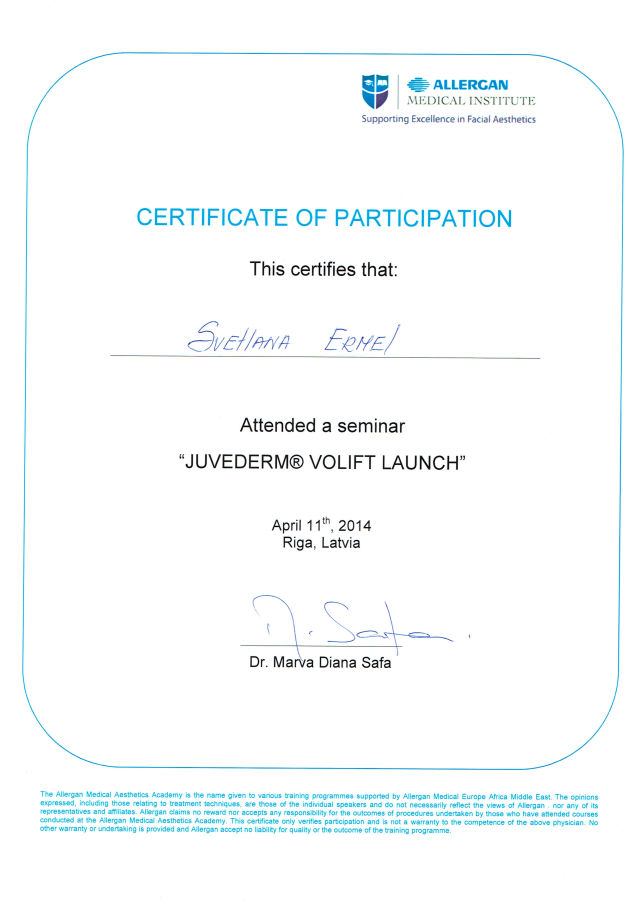 ALLERGAN
MEDICAL INSTITUTE
Supporting Excellence in Facial Aesthetics
CERTIFICATE OF PARTICIPATION
This certifies that:
Svetlana Ermel
Attended a seminar
“JUVEDERM® VOLIFT LAUNCH”
April 11th, 2014
Riga, Latvia
D. Safa.
Dr. Marva Diana Safa
The Allergan Medical Aesthetics Academy is the name given to various training programmes supported by Allergan Medical Europe Africa Middle East. The opinions
expressed, including those relating to treatment techniques, are those of the individual speakers and do not necessarily reflect the views of Allergan . nor any of its
representatives and affiliates. Allergan claims no reward nor accepts any responsibility for the outcomes of procedures undertaken by those who have attended courses
conducted at the Allergan Medical Aesthetics Academy. This certificate only verifies participation and is not a warranty to the competence of the above physician. No
other warranty or undertaking is provided and Allergan accept no liability for quality or the outcome of the training programme.